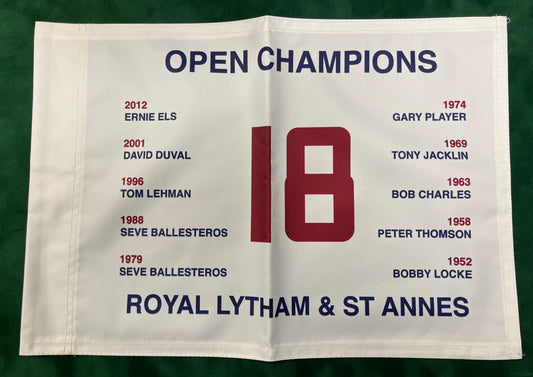 OPEN CHAMPIONS
2012
ERNIE ELS
2001
DAVID DUVAL
1996
TOM LEHMAN
1988
SEVE BALLESTEROS
1979
SEVE BALLESTEROS
18
1974
GARY PLAYER
1969
TONY JACKLIN
1963
BOB CHARLES
1958
PETER THOMSON
1952
BOBBY LOCKE
ROYAL LYTHAM & ST ANNES